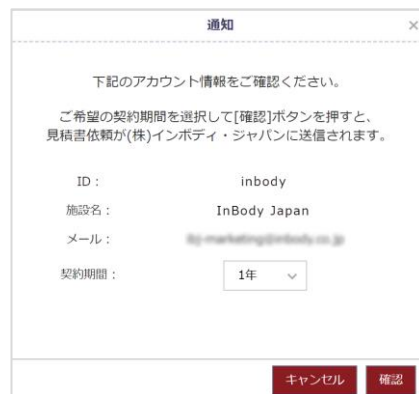 通知
×
下記のアカウント情報をご確認ください。
ご希望の契約期間を選択して[確認]ボタンを押すと、
見積書依頼が(株)インボディ・ジャパンに送信されます。
ID : inbody
施設名 : InBody Japan
メール :
契約期間 : 1年
キャンセル 確認